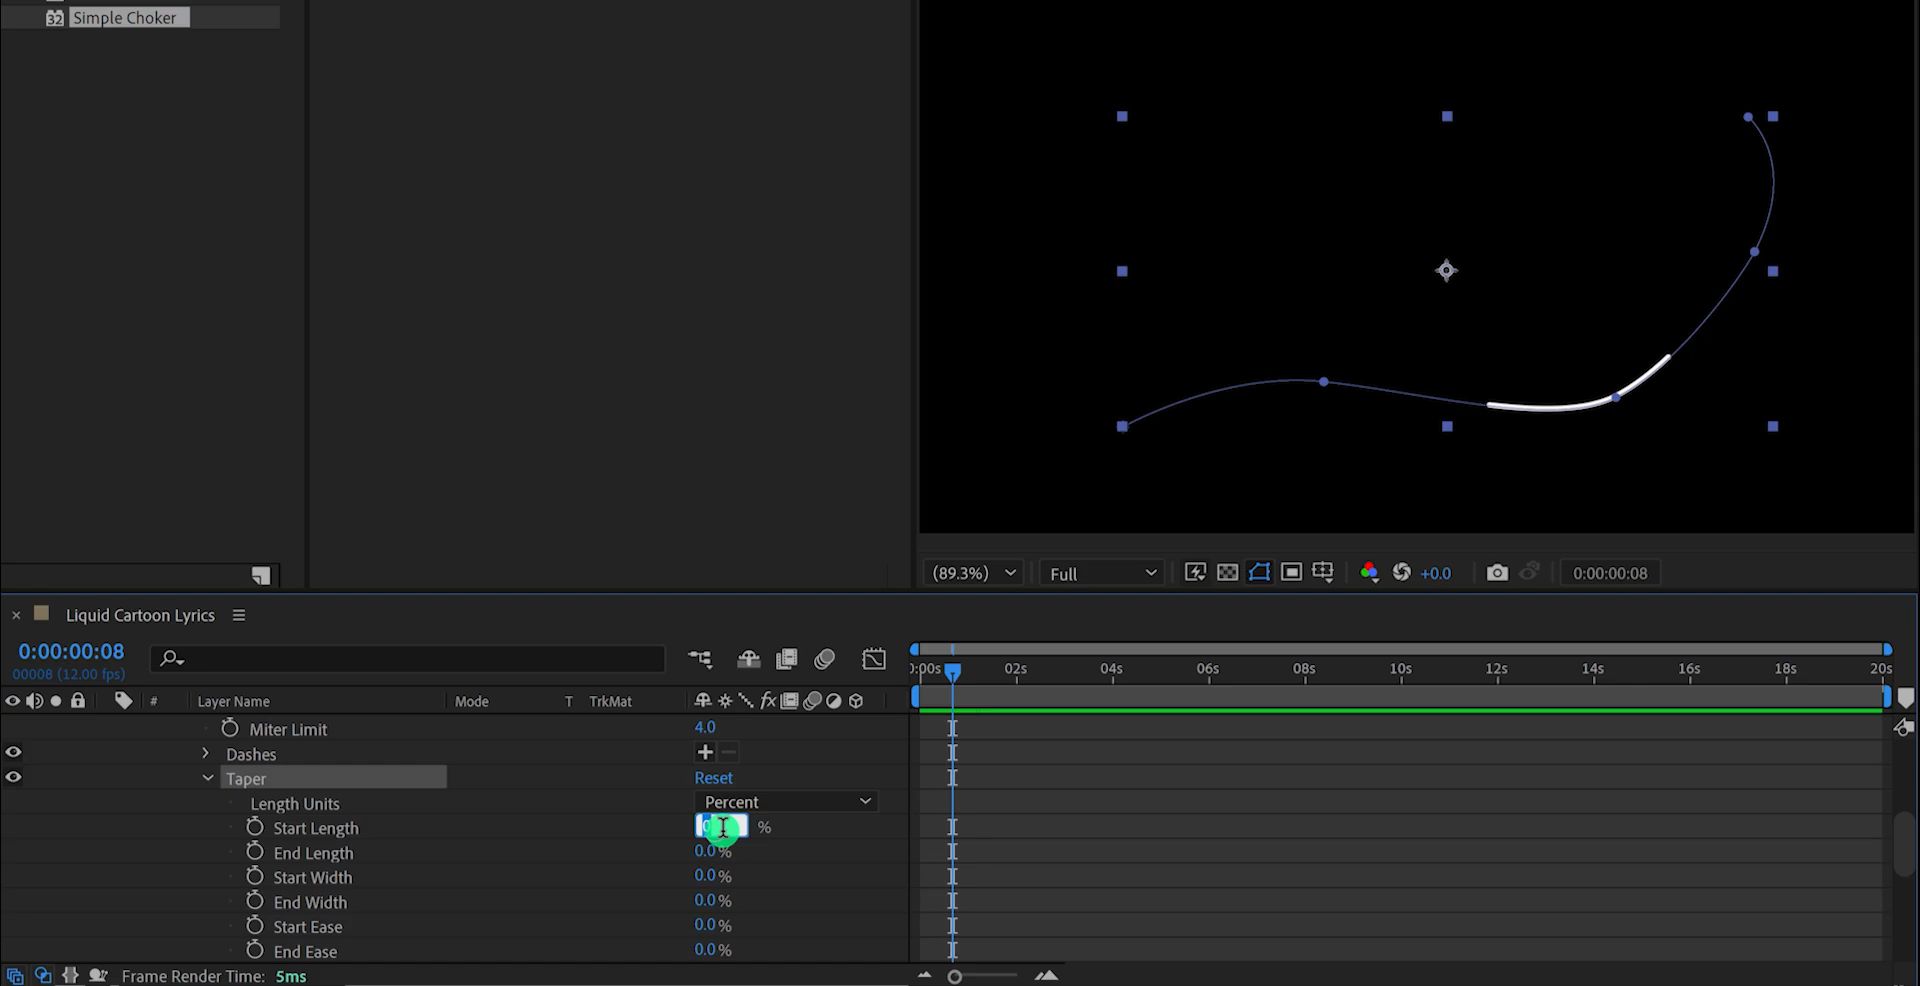 32 Simple Choker
(89.3%) Full +0.0 0:00:00:08
× Liquid Cartoon Lyrics
0:00:00:08
00008 (12.00 fps)
0:00s 02s 04s 06s 08s 10s 12s 14s 16s 18s 20s
# Layer Name Mode T TrkMat fx
Miter Limit 4.0
Dashes + −
Taper Reset
Length Units Percent
Start Length %
End Length 0.0%
Start Width 0.0%
End Width 0.0%
Start Ease 0.0%
End Ease 0.0%
Frame Render Time: 5ms